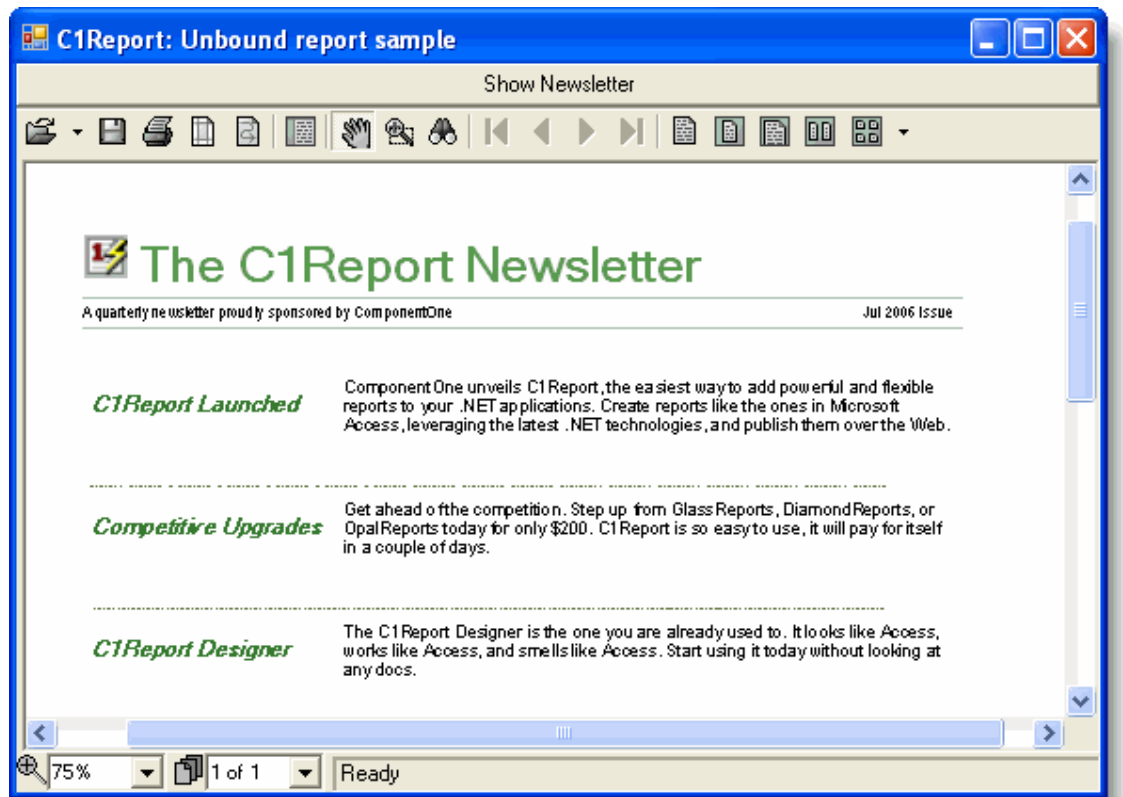 C1Report: Unbound report sample
Show Newsletter
The C1Report Newsletter
A quarterly newsletter proudly sponsored by ComponentOne
Jul 2006 Issue
C1Report Launched
ComponentOne unveils C1Report, the easiest way to add powerful and flexible
reports to your .NET applications. Create reports like the ones in Microsoft
Access, leveraging the latest .NET technologies, and publish them over the Web.
Competitive Upgrades
Get ahead of the competition. Step up from GlassReports, DiamondReports, or
OpalReports today for only $200. C1Report is so easy to use, it will pay for itself
in a couple of days.
C1Report Designer
The C1Report Designer is the one you are already used to. It looks like Access,
works like Access, and smells like Access. Start using it today without looking at
any docs.
75%
1 of 1
Ready